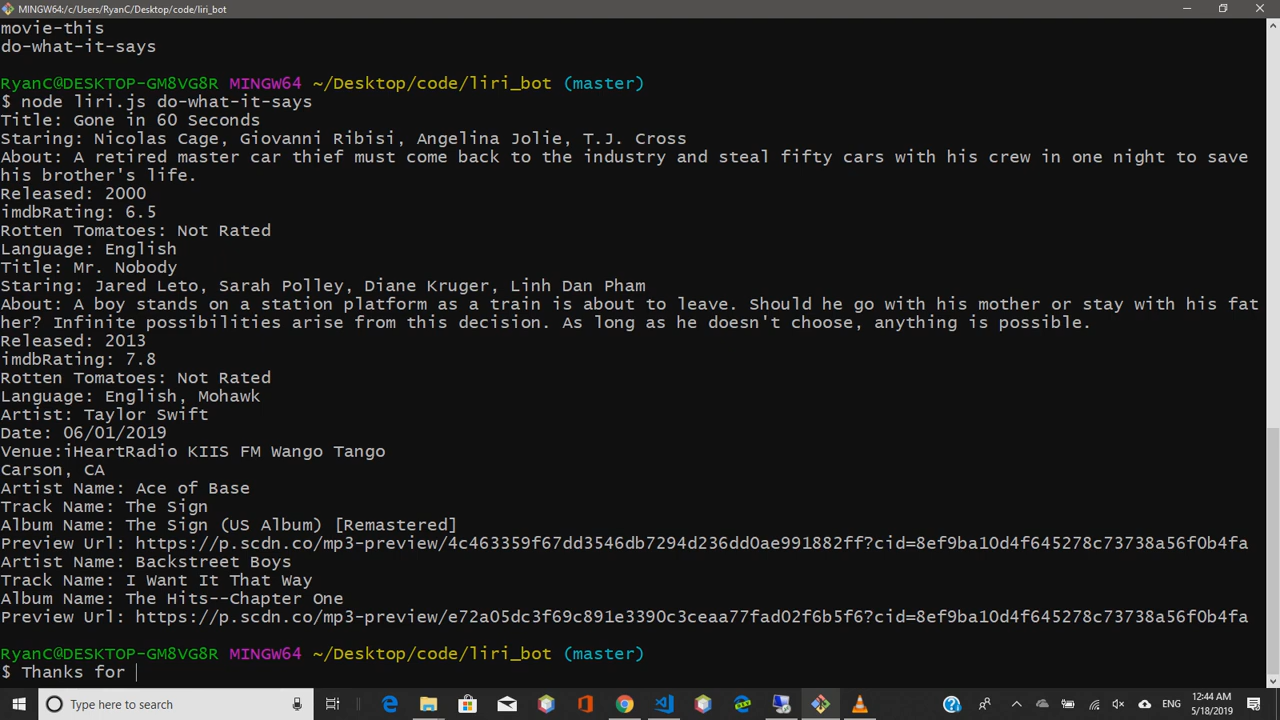 MINGW64:/c/Users/RyanC/Desktop/code/liri_bot
movie-this
do-what-it-says
RyanC@DESKTOP-GM8VG8R MINGW64 ~/Desktop/code/liri_bot (master)
$ node liri.js do-what-it-says
Title: Gone in 60 Seconds
Staring: Nicolas Cage, Giovanni Ribisi, Angelina Jolie, T.J. Cross
About: A retired master car thief must come back to the industry and steal fifty cars with his crew in one night to save
his brother's life.
Released: 2000
imdbRating: 6.5
Rotten Tomatoes: Not Rated
Language: English
Title: Mr. Nobody
Staring: Jared Leto, Sarah Polley, Diane Kruger, Linh Dan Pham
About: A boy stands on a station platform as a train is about to leave. Should he go with his mother or stay with his fat
her? Infinite possibilities arise from this decision. As long as he doesn't choose, anything is possible.
Released: 2013
imdbRating: 7.8
Rotten Tomatoes: Not Rated
Language: English, Mohawk
Artist: Taylor Swift
Date: 06/01/2019
Venue:iHeartRadio KIIS FM Wango Tango
Carson, CA
Artist Name: Ace of Base
Track Name: The Sign
Album Name: The Sign (US Album) [Remastered]
Preview Url: https://p.scdn.co/mp3-preview/4c463359f67dd3546db7294d236dd0ae991882ff?cid=8ef9ba10d4f645278c73738a56f0b4fa
Artist Name: Backstreet Boys
Track Name: I Want It That Way
Album Name: The Hits--Chapter One
Preview Url: https://p.scdn.co/mp3-preview/e72a05dc3f69c891e3390c3ceaa77fad02f6b5f6?cid=8ef9ba10d4f645278c73738a56f0b4fa
RyanC@DESKTOP-GM8VG8R MINGW64 ~/Desktop/code/liri_bot (master)
$ Thanks for
Type here to search
ENG
12:44 AM
5/18/2019